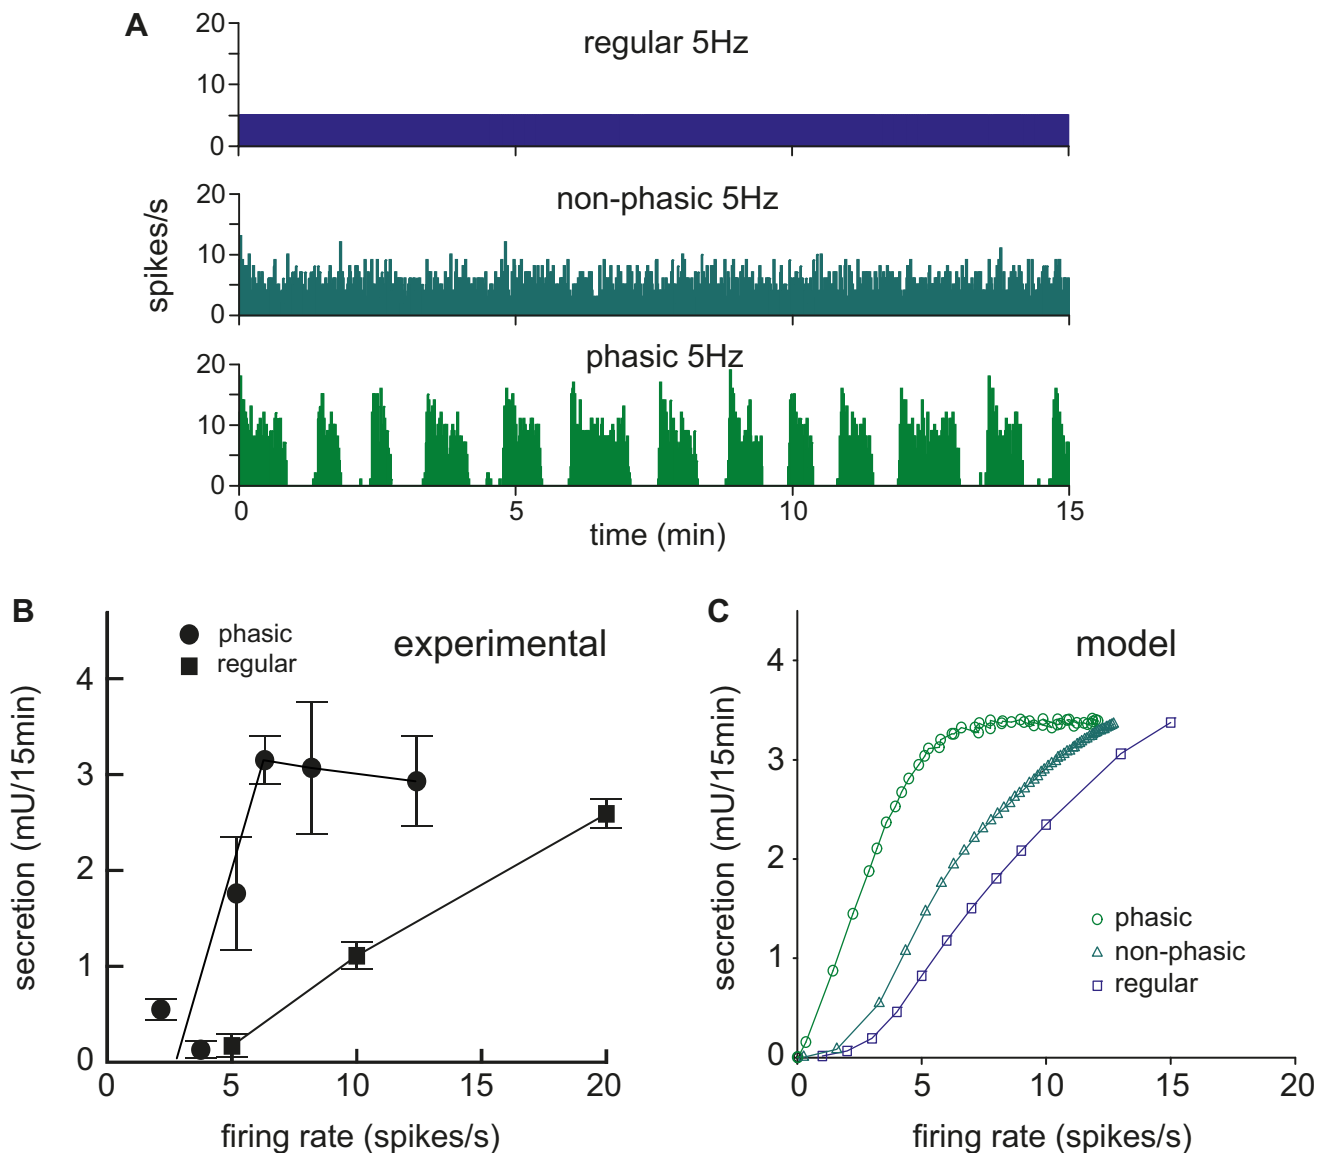 A
regular 5Hz
20
10
0
non-phasic 5Hz
20
10
0
spikes/s
phasic 5Hz
20
10
0
0 5 10 15
time (min)
B
phasic
regular
experimental
4
3
2
1
0
secretion (mU/15min)
0 5 10 15 20
firing rate (spikes/s)
C
model
4
3
2
1
0
secretion (mU/15min)
phasic
non-phasic
regular
0 5 10 15 20
firing rate (spikes/s)